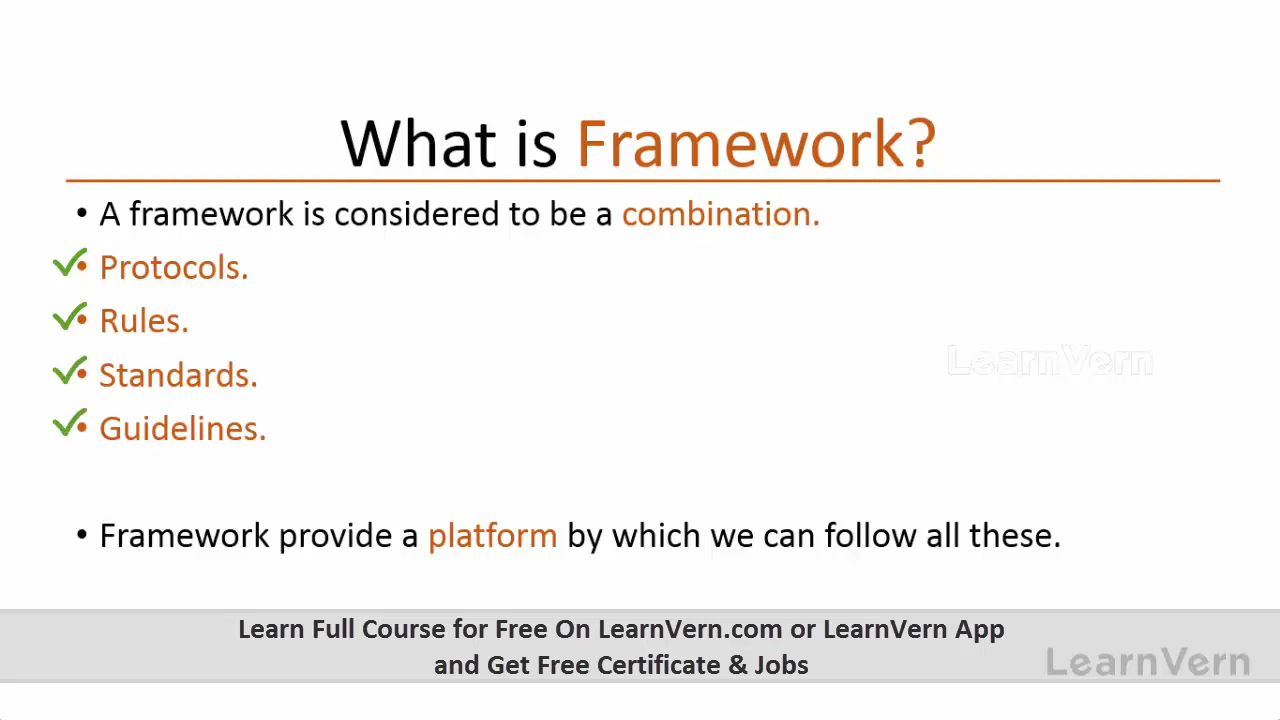 What is Framework?
• A framework is considered to be a combination.
• Protocols.
• Rules.
• Standards.
LearnVern
• Guidelines.
• Framework provide a platform by which we can follow all these.
Learn Full Course for Free On LearnVern.com or LearnVern App
and Get Free Certificate & Jobs
LearnVern